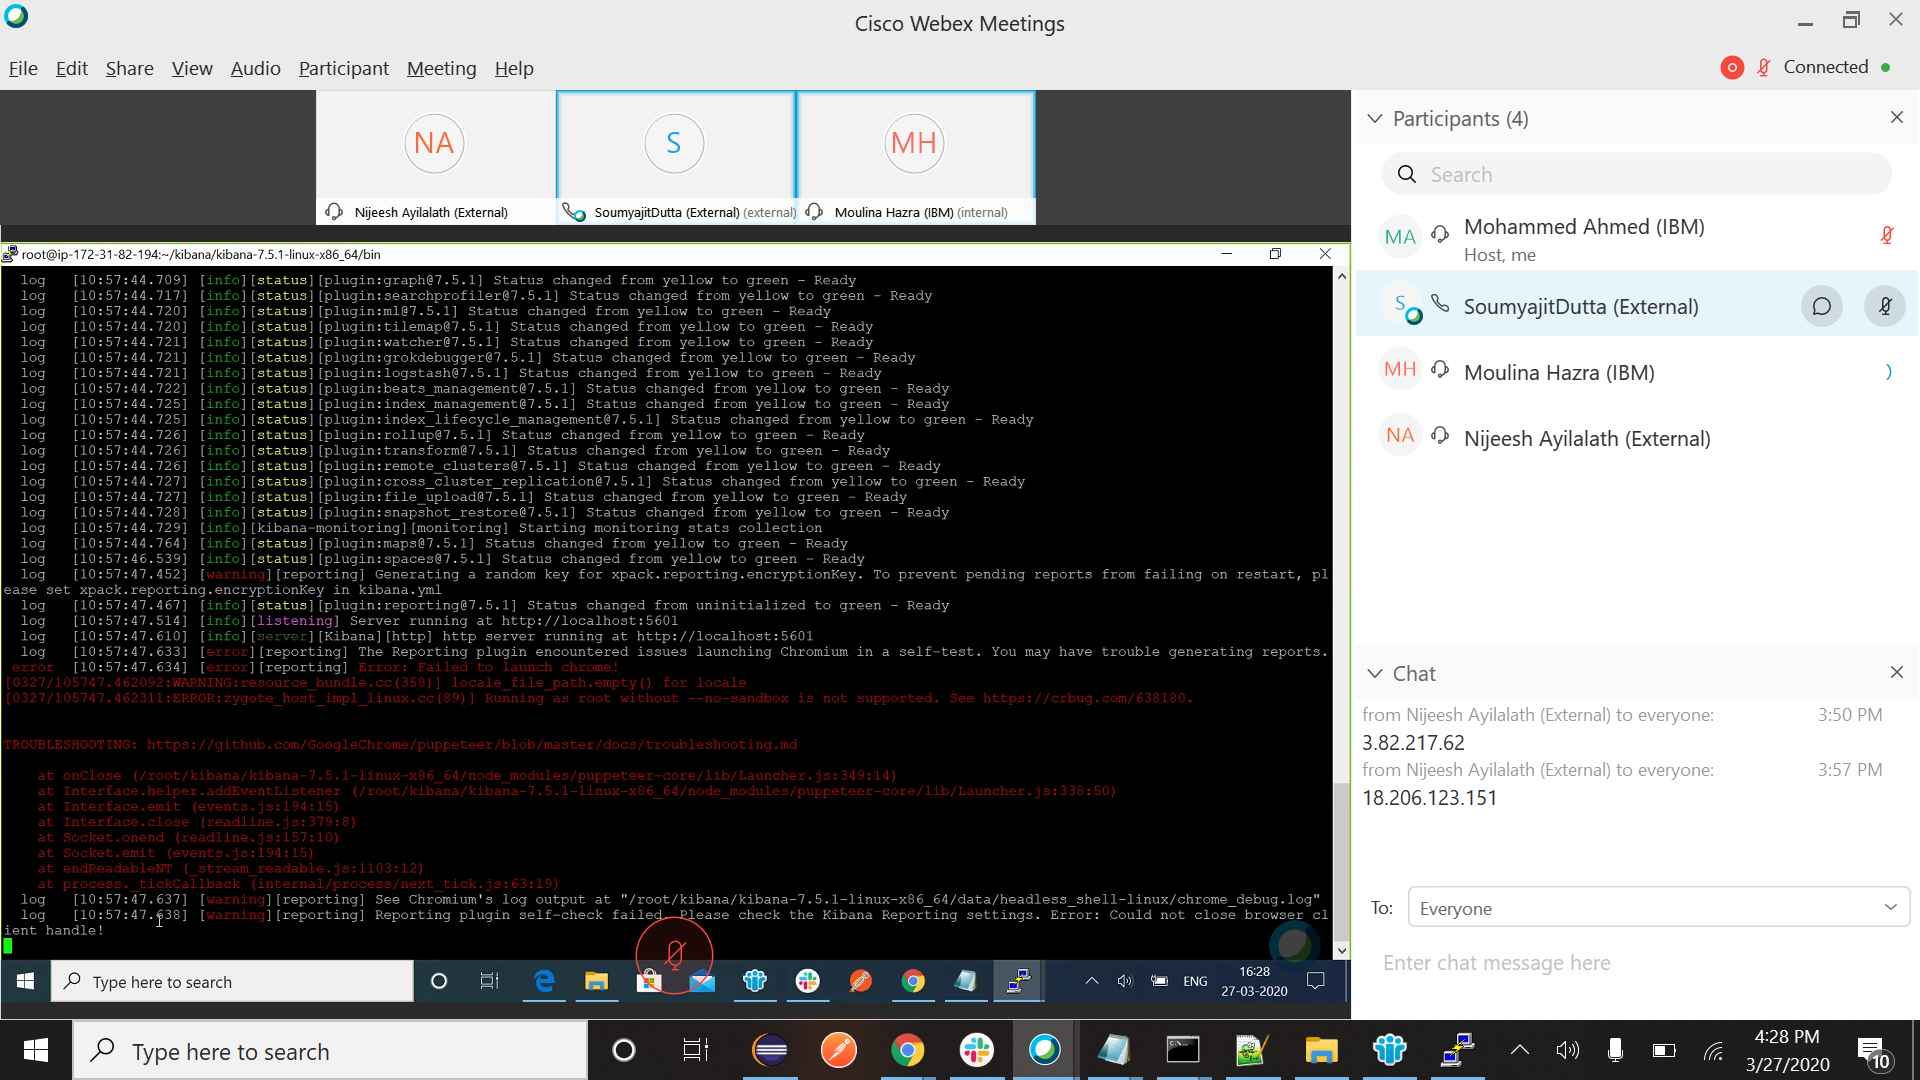 Cisco Webex Meetings
File Edit Share View Audio Participant Meeting Help
Connected
NA
S
MH
Nijeesh Ayilalath (External)
SoumyajitDutta (External) (external)
Moulina Hazra (IBM) (internal)
root@ip-172-31-82-194:~/kibana/kibana-7.5.1-linux-x86_64/bin
log [10:57:44.709] [info][status][plugin:graph@7.5.1] Status changed from yellow to green - Ready
log [10:57:44.717] [info][status][plugin:searchprofiler@7.5.1] Status changed from yellow to green - Ready
log [10:57:44.720] [info][status][plugin:ml@7.5.1] Status changed from yellow to green - Ready
log [10:57:44.720] [info][status][plugin:tilemap@7.5.1] Status changed from yellow to green - Ready
log [10:57:44.721] [info][status][plugin:watcher@7.5.1] Status changed from yellow to green - Ready
log [10:57:44.721] [info][status][plugin:grokdebugger@7.5.1] Status changed from yellow to green - Ready
log [10:57:44.721] [info][status][plugin:logstash@7.5.1] Status changed from yellow to green - Ready
log [10:57:44.722] [info][status][plugin:beats_management@7.5.1] Status changed from yellow to green - Ready
log [10:57:44.725] [info][status][plugin:index_management@7.5.1] Status changed from yellow to green - Ready
log [10:57:44.725] [info][status][plugin:index_lifecycle_management@7.5.1] Status changed from yellow to green - Ready
log [10:57:44.726] [info][status][plugin:rollup@7.5.1] Status changed from yellow to green - Ready
log [10:57:44.726] [info][status][plugin:transform@7.5.1] Status changed from yellow to green - Ready
log [10:57:44.726] [info][status][plugin:remote_clusters@7.5.1] Status changed from yellow to green - Ready
log [10:57:44.727] [info][status][plugin:cross_cluster_replication@7.5.1] Status changed from yellow to green - Ready
log [10:57:44.727] [info][status][plugin:file_upload@7.5.1] Status changed from yellow to green - Ready
log [10:57:44.728] [info][status][plugin:snapshot_restore@7.5.1] Status changed from yellow to green - Ready
log [10:57:44.729] [info][kibana-monitoring][monitoring] Starting monitoring stats collection
log [10:57:44.764] [info][status][plugin:maps@7.5.1] Status changed from yellow to green - Ready
log [10:57:46.539] [info][status][plugin:spaces@7.5.1] Status changed from yellow to green - Ready
log [10:57:47.452] [warning][reporting] Generating a random key for xpack.reporting.encryptionKey. To prevent pending reports from failing on restart, pl
ease set xpack.reporting.encryptionKey in kibana.yml
log [10:57:47.467] [info][status][plugin:reporting@7.5.1] Status changed from uninitialized to green - Ready
log [10:57:47.514] [info][listening] Server running at http://localhost:5601
log [10:57:47.610] [info][server][Kibana][http] http server running at http://localhost:5601
log [10:57:47.633] [error][reporting] The Reporting plugin encountered issues launching Chromium in a self-test. You may have trouble generating reports.
error [10:57:47.634] [error][reporting] Error: Failed to launch chrome!
[0327/105747.462092:WARNING:resource_bundle.cc(358)] locale_file_path.empty() for locale
[0327/105747.462311:ERROR:zygote_host_impl_linux.cc(89)] Running as root without --no-sandbox is not supported. See https://crbug.com/638180.
TROUBLESHOOTING: https://github.com/GoogleChrome/puppeteer/blob/master/docs/troubleshooting.md
at onClose (/root/kibana/kibana-7.5.1-linux-x86_64/node_modules/puppeteer-core/lib/Launcher.js:349:14)
at Interface.helper.addEventListener (/root/kibana/kibana-7.5.1-linux-x86_64/node_modules/puppeteer-core/lib/Launcher.js:338:50)
at Interface.emit (events.js:194:15)
at Interface.close (readline.js:379:8)
at Socket.onend (readline.js:157:10)
at Socket.emit (events.js:194:15)
at endReadableNT (_stream_readable.js:1103:12)
at process._tickCallback (internal/process/next_tick.js:63:19)
log [10:57:47.637] [warning][reporting] See Chromium's log output at "/root/kibana/kibana-7.5.1-linux-x86_64/data/headless_shell-linux/chrome_debug.log"
log [10:57:47.638] [warning][reporting] Reporting plugin self-check failed. Please check the Kibana Reporting settings. Error: Could not close browser cl
ient handle!
Type here to search
ENG
16:28
27-03-2020
Participants (4)
Search
MA
Mohammed Ahmed (IBM)
Host, me
S
SoumyajitDutta (External)
MH
Moulina Hazra (IBM)
NA
Nijeesh Ayilalath (External)
Chat
from Nijeesh Ayilalath (External) to everyone: 3:50 PM
3.82.217.62
from Nijeesh Ayilalath (External) to everyone: 3:57 PM
18.206.123.151
To: Everyone
Enter chat message here
Type here to search
4:28 PM
3/27/2020
10